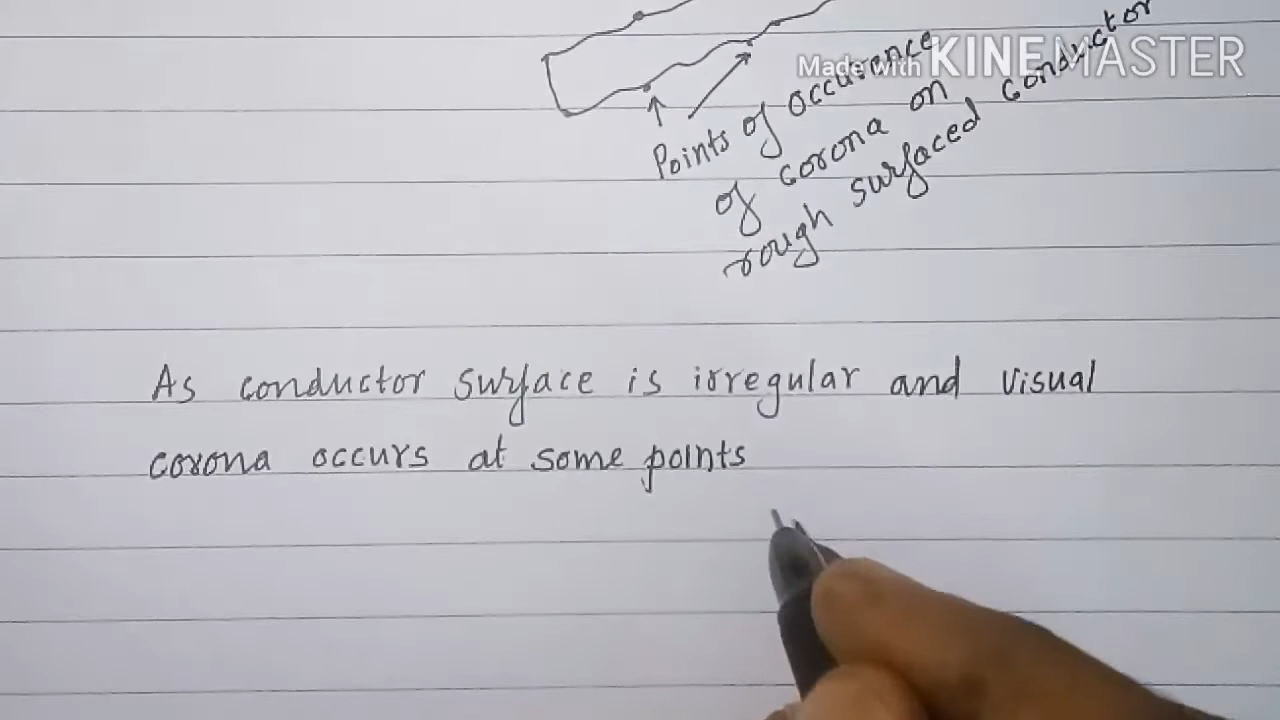 Made with KINEMASTER
Points of occurence
of corona on
rough surfaced conductor
As conductor surface is irregular and visual
corona occurs at some points